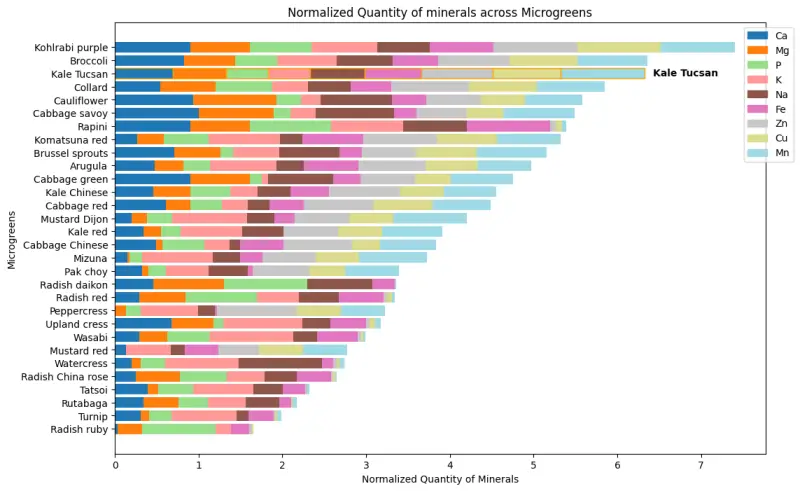 Normalized Quantity of minerals across Microgreens
Kohlrabi purple
Broccoli
Kale Tucsan
Kale Tucsan
Collard
Cauliflower
Cabbage savoy
Rapini
Komatsuna red
Brussel sprouts
Arugula
Cabbage green
Kale Chinese
Cabbage red
Mustard Dijon
Kale red
Cabbage Chinese
Mizuna
Pak choy
Radish daikon
Radish red
Peppercress
Upland cress
Wasabi
Mustard red
Watercress
Radish China rose
Tatsoi
Rutabaga
Turnip
Radish ruby
Microgreens
0 1 2 3 4 5 6 7
Normalized Quantity of Minerals
Ca
Mg
P
K
Na
Fe
Zn
Cu
Mn